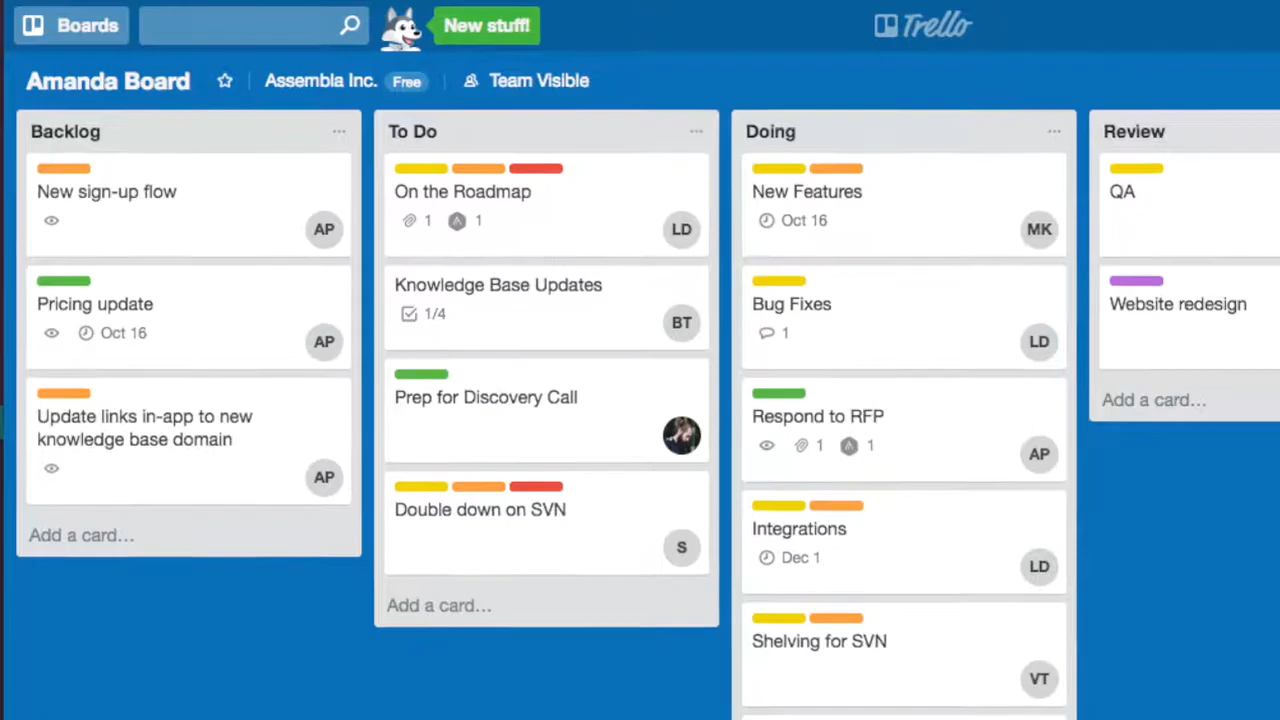 Boards
New stuff!
Trello
Amanda Board
Assembla Inc.
Free
Team Visible
Backlog
New sign-up flow
AP
Pricing update
Oct 16
AP
Update links in-app to new
knowledge base domain
AP
Add a card...
To Do
On the Roadmap
1
1
LD
Knowledge Base Updates
1/4
BT
Prep for Discovery Call
Double down on SVN
S
Add a card...
Doing
New Features
Oct 16
MK
Bug Fixes
1
LD
Respond to RFP
1
1
AP
Integrations
Dec 1
LD
Shelving for SVN
VT
Review
QA
Website redesign
Add a card...